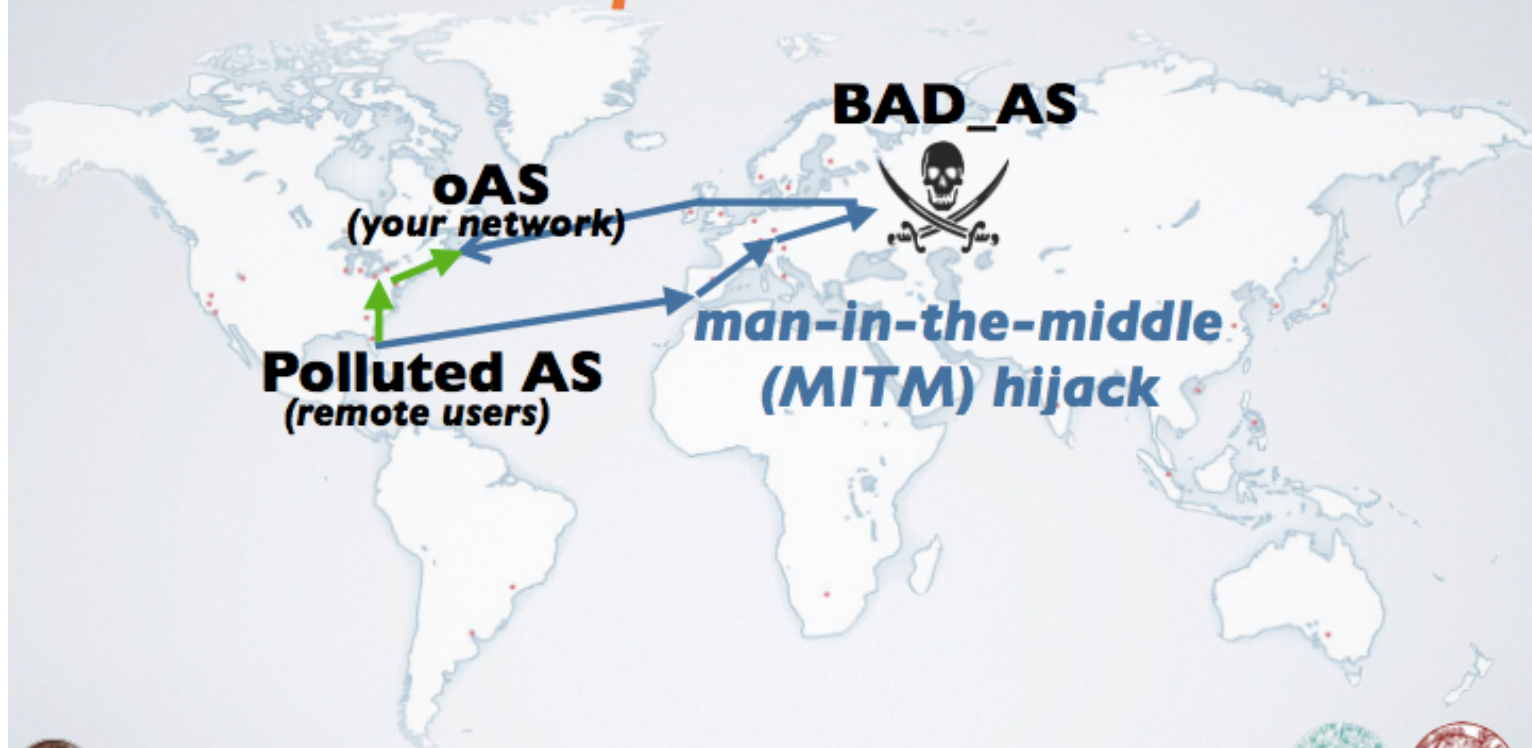 BAD_AS
oAS
(your network)
man-in-the-middle
(MITM) hijack
Polluted AS
(remote users)